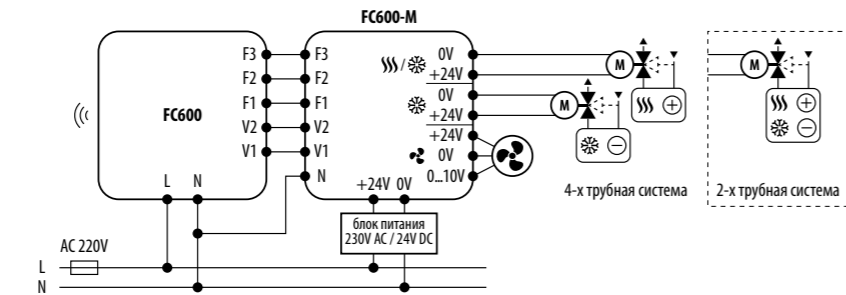 FC600-M
FC600
F3
F2
F1
V2
V1
L N
F3
F2
F1
V2
V1
N
/
0V
+24V
0V
+24V
+24V
0V
0...10V
+24V 0V
M
M
M
4-х трубная система
2-х трубная система
блок питания
230V AC / 24V DC
AC 220V
L
N